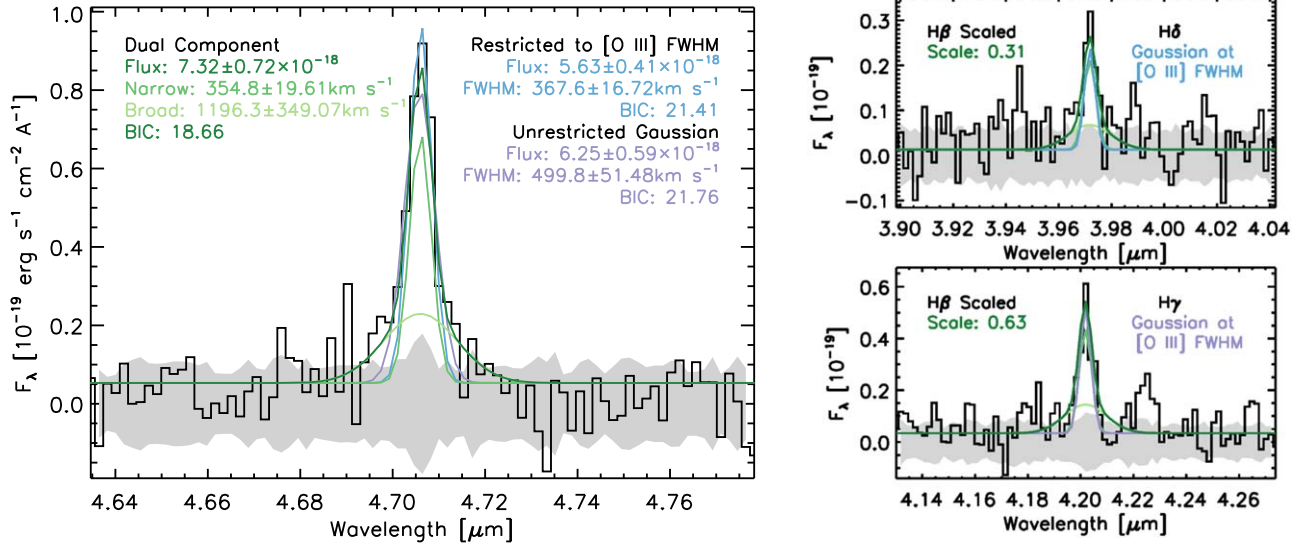 1.0
0.8
0.6
0.4
0.2
0.0
F_λ [10⁻¹⁹ erg s⁻¹ cm⁻² A⁻¹]
Dual Component
Flux: 7.32±0.72×10⁻¹⁸
Narrow: 354.8±19.61km s⁻¹
Broad: 1196.3±349.07km s⁻¹
BIC: 18.66
Restricted to [O III] FWHM
Flux: 5.63±0.41×10⁻¹⁸
FWHM: 367.6±16.72km s⁻¹
BIC: 21.41
Unrestricted Gaussian
Flux: 6.25±0.59×10⁻¹⁸
FWHM: 499.8±51.48km s⁻¹
BIC: 21.76
4.64 4.66 4.68 4.70 4.72 4.74 4.76
Wavelength [μm]
0.3
0.2
0.1
0.0
−0.1
F_λ [10⁻¹⁹]
Hβ Scaled
Scale: 0.31
Hδ
Gaussian at
[O III] FWHM
3.90 3.92 3.94 3.96 3.98 4.00 4.02 4.04
Wavelength [μm]
0.6
0.4
0.2
0.0
F_λ [10⁻¹⁹]
Hβ Scaled
Scale: 0.63
Hγ
Gaussian at
[O III] FWHM
4.14 4.16 4.18 4.20 4.22 4.24 4.26
Wavelength [μm]